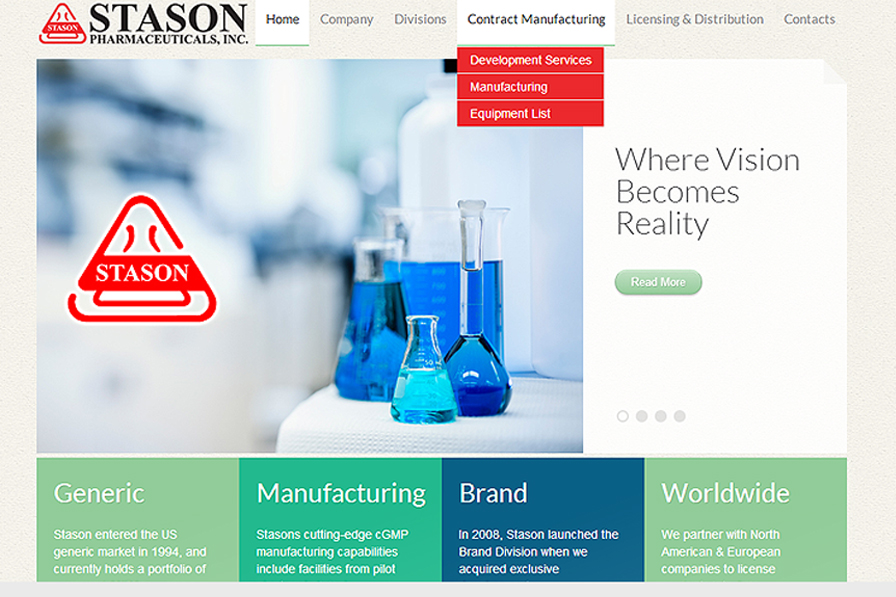 STASON
STASON
PHARMACEUTICALS, INC.
Home
Company
Divisions
Contract Manufacturing
Licensing & Distribution
Contacts
Development Services
Manufacturing
Equipment List
STASON
50
Where Vision
Becomes
Reality
Read More
Generic
Stason entered the US
generic market in 1994, and
currently holds a portfolio of
Manufacturing
Stasons cutting-edge cGMP
manufacturing capabilities
include facilities from pilot
Brand
In 2008, Stason launched the
Brand Division when we
acquired exclusive
Worldwide
We partner with North
American & European
companies to license